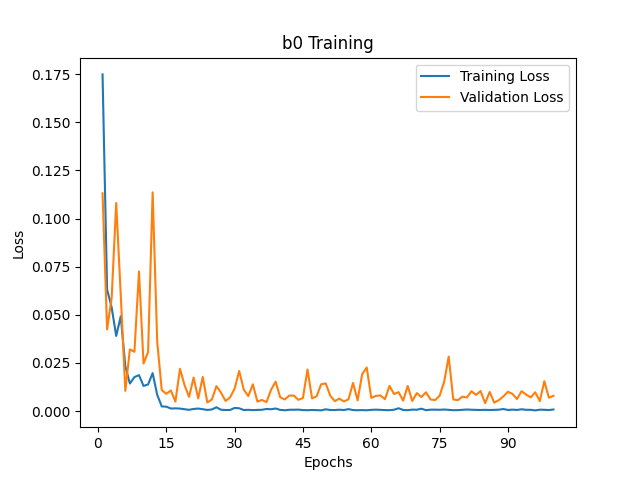 b0 Training
Training Loss
Validation Loss
Loss
0.175
0.150
0.125
0.100
0.075
0.050
0.025
0.000
0 15 30 45 60 75 90
Epochs